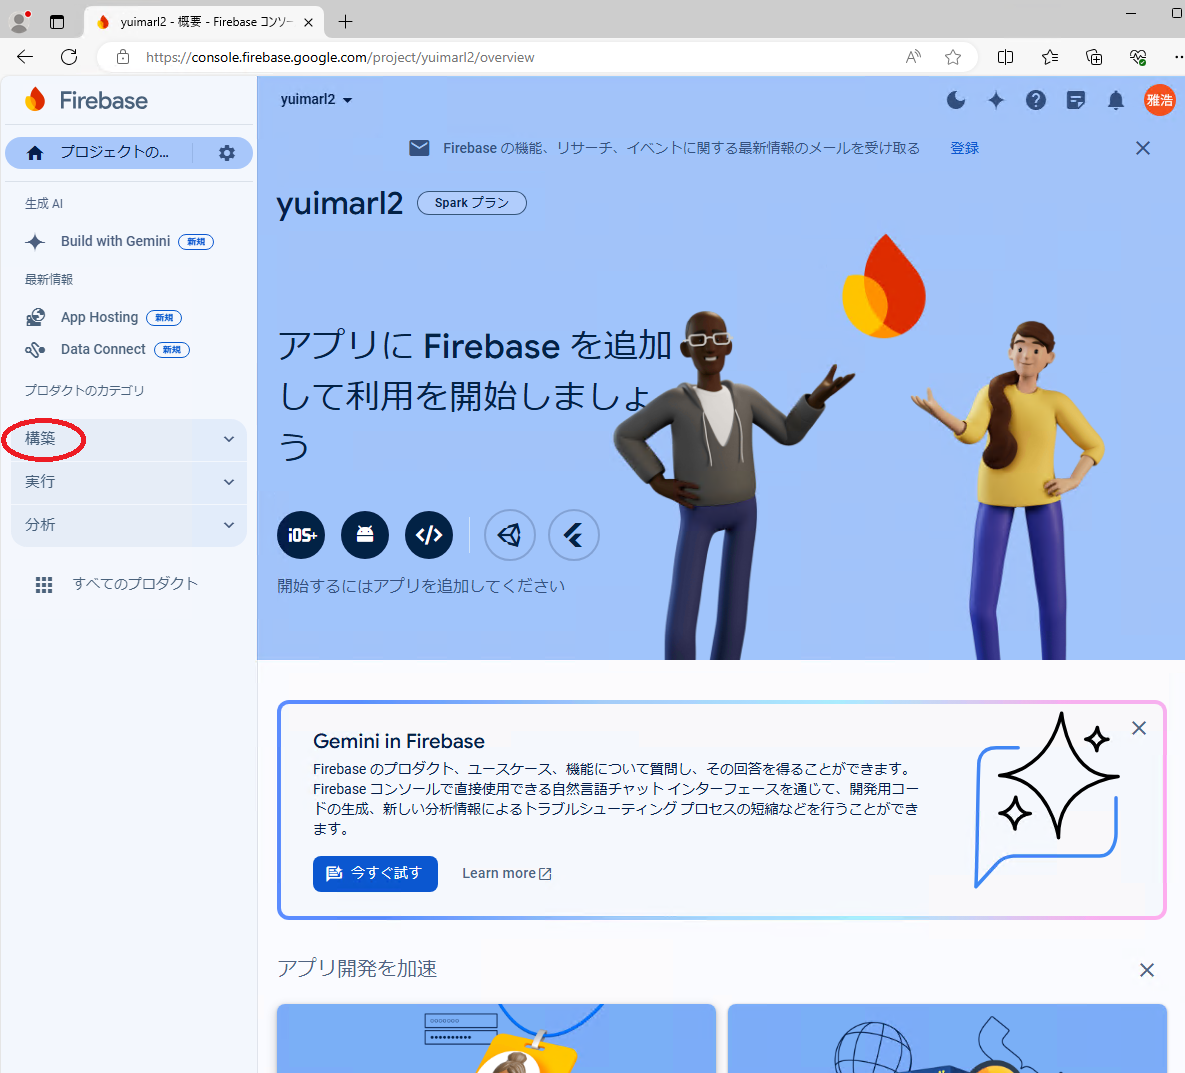 yuimarl2 - 概要 - Firebase コンソー
https://console.firebase.google.com/project/yuimarl2/overview
Firebase
yuimarl2
雅浩
プロジェクトの...
Firebase の機能、リサーチ、イベントに関する最新情報のメールを受け取る 登録
生成 AI
yuimarl2 Spark プラン
Build with Gemini 新規
最新情報
App Hosting 新規
Data Connect 新規
プロダクトのカテゴリ
構築
実行
分析
すべてのプロダクト
アプリに Firebase を追加
して利用を開始しましょ
う
iOS+
開始するにはアプリを追加してください
Gemini in Firebase
Firebase のプロダクト、ユースケース、機能について質問し、その回答を得ることができます。
Firebase コンソールで直接使用できる自然言語チャット インターフェースを通じて、開発用コー
ドの生成、新しい分析情報によるトラブルシューティング プロセスの短縮などを行うことができ
ます。
今すぐ試す Learn more
アプリ開発を加速